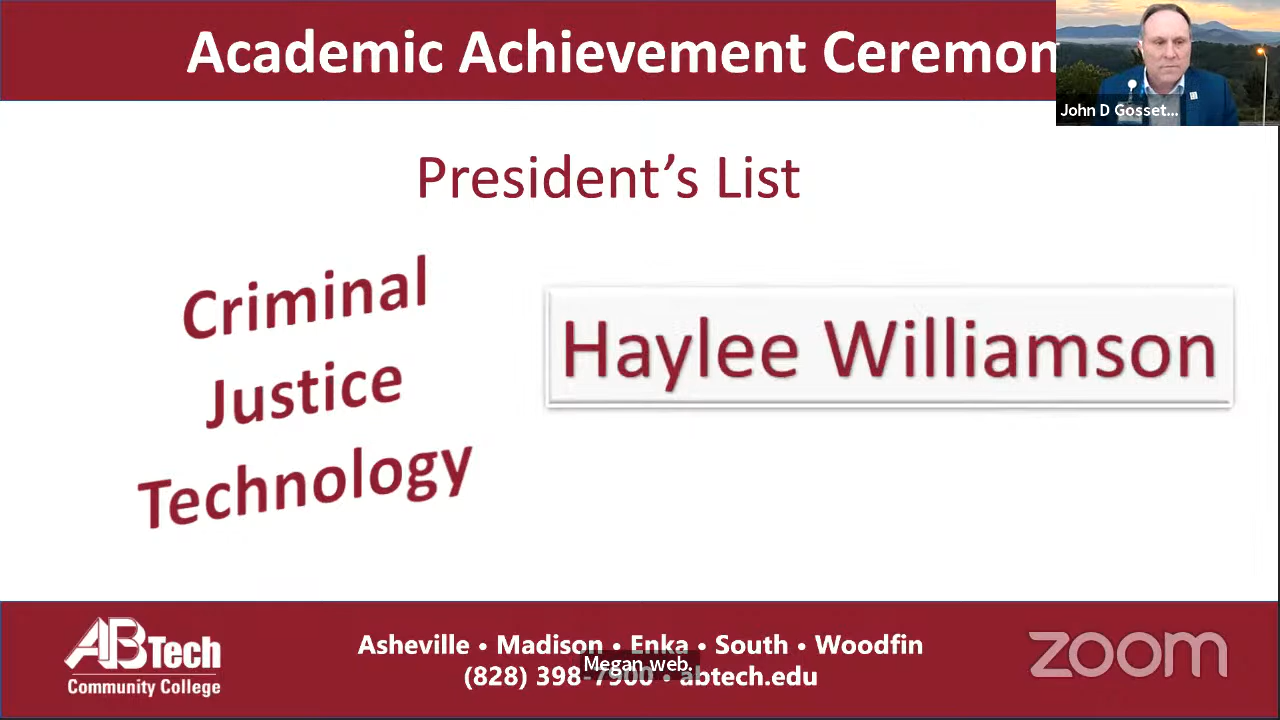 Academic Achievement Ceremon
John D Gosset...
President's List
Criminal
Justice
Technology
Haylee Williamson
AB Tech
Community College
Asheville • Madison • Enka • South • Woodfin
(828) 398-7900 • abtech.edu
Megan web.
zoom